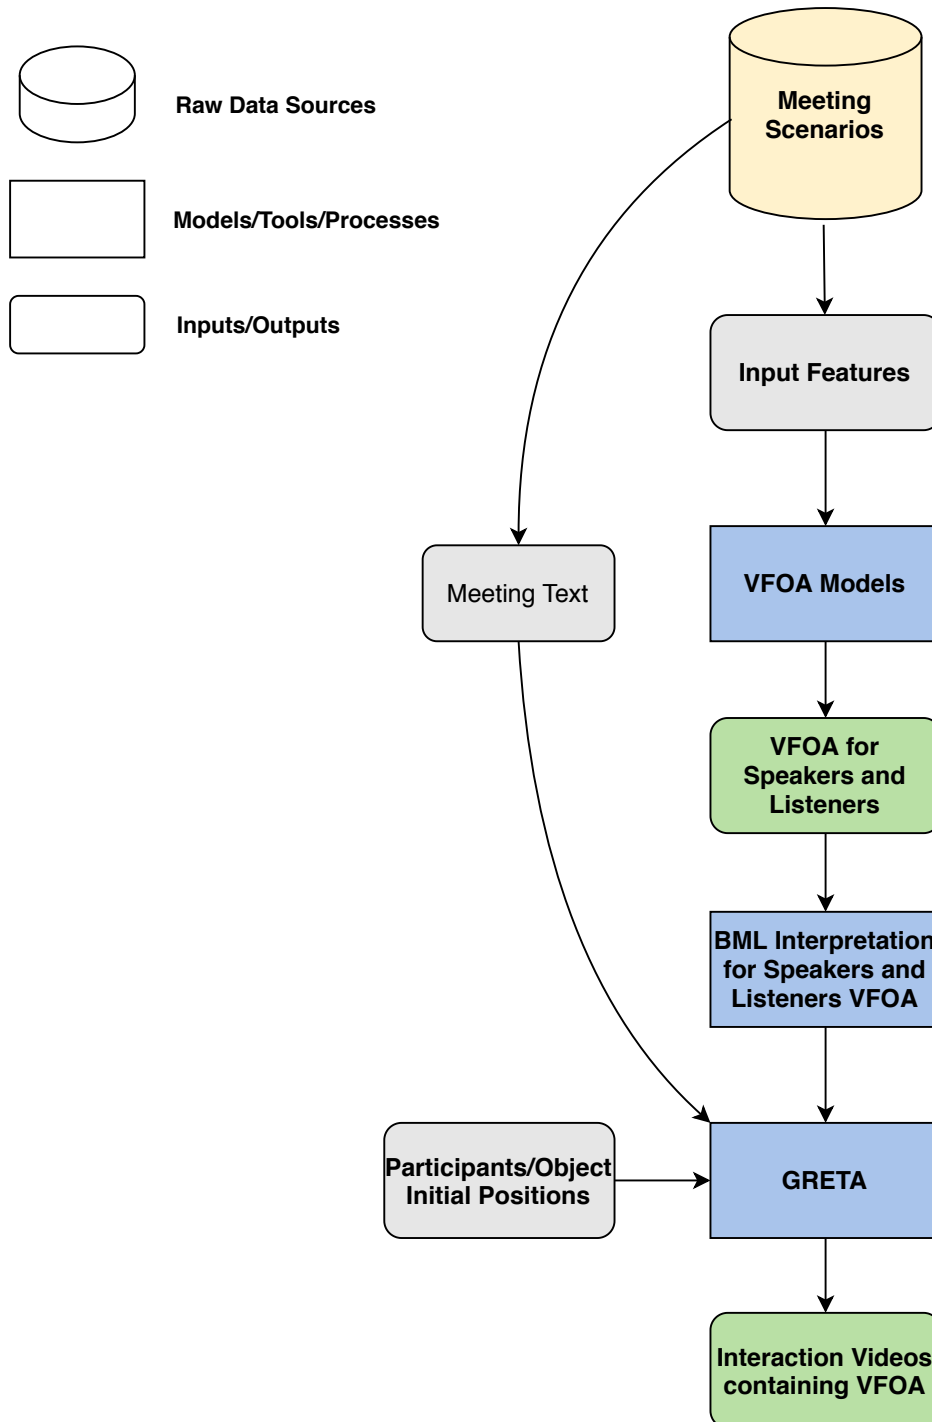 Raw Data Sources
Models/Tools/Processes
Inputs/Outputs
Meeting
Scenarios
Input Features
Meeting Text
VFOA Models
VFOA for
Speakers and
Listeners
BML Interpretation
for Speakers and
Listeners VFOA
Participants/Object
Initial Positions
GRETA
Interaction Videos
containing VFOA